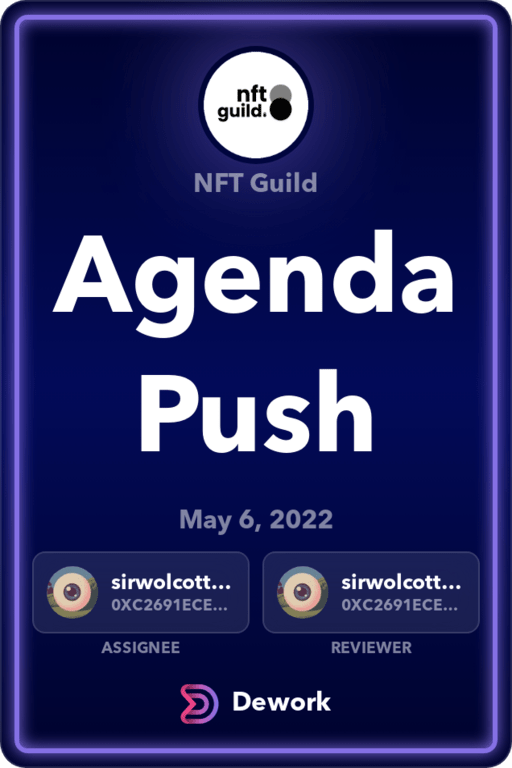 nft
guild.
NFT Guild
Agenda
Push
May 6, 2022
sirwolcott...
0XC2691ECE...
ASSIGNEE
sirwolcott...
0XC2691ECE...
REVIEWER
Dework